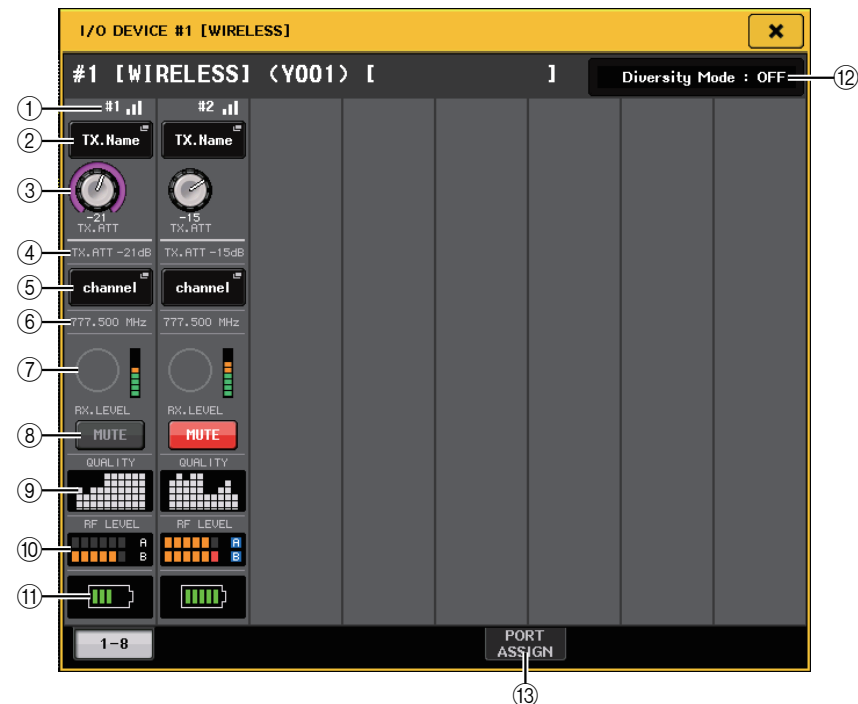 I/O DEVICE #1 [WIRELESS]
#1 [WIRELESS] (Y001) [ ]
Diversity Mode : OFF
⑫
① #1 #2
② TX.Name TX.Name
③
-21 -15
TX.ATT TX.ATT
④ TX.ATT -21dB TX.ATT -15dB
⑤ channel channel
⑥ 777.500 MHz 777.500 MHz
⑦
RX.LEVEL RX.LEVEL
⑧ MUTE MUTE
QUALITY QUALITY
⑨
RF LEVEL RF LEVEL
⑩ A A
B B
⑪
1-8
PORT
ASSIGN
⑬